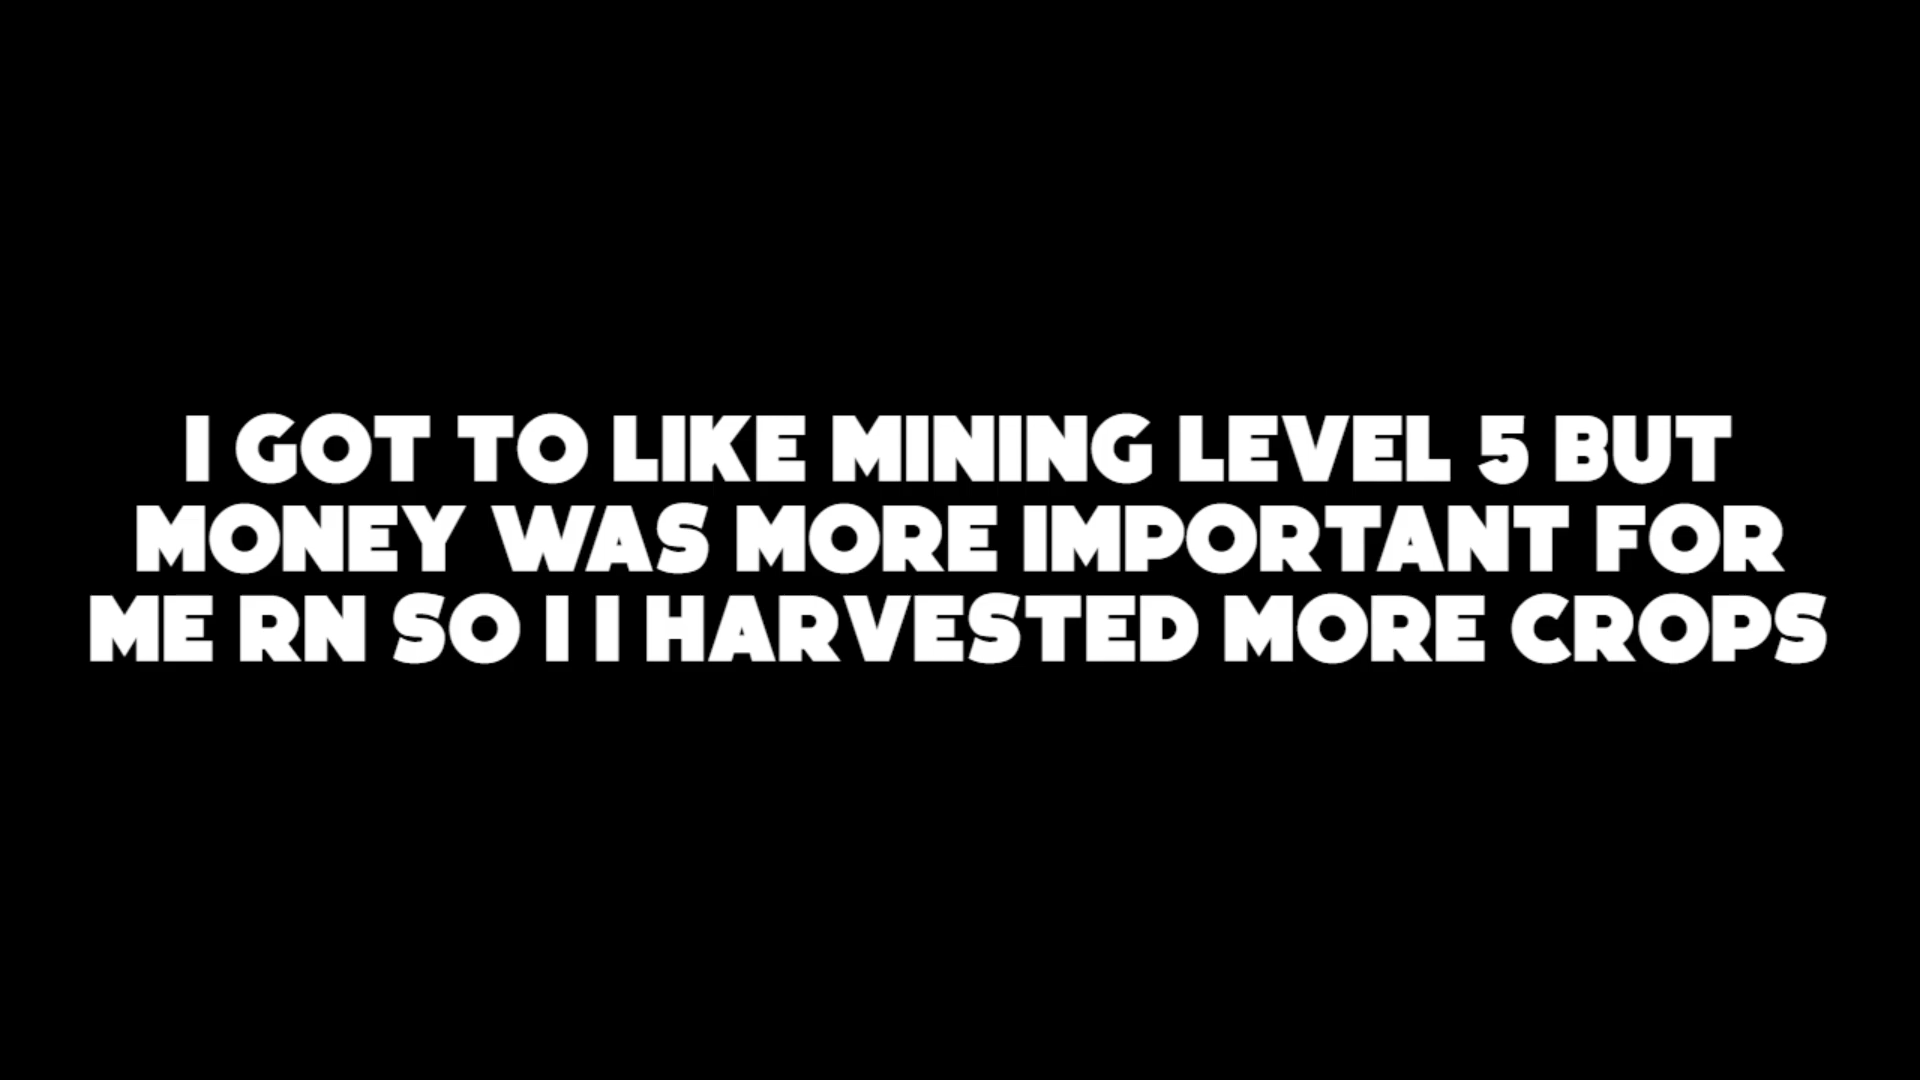 I GOT TO LIKE MINING LEVEL 5 BUT
MONEY WAS MORE IMPORTANT FOR
ME RN SO I I HARVESTED MORE CROPS